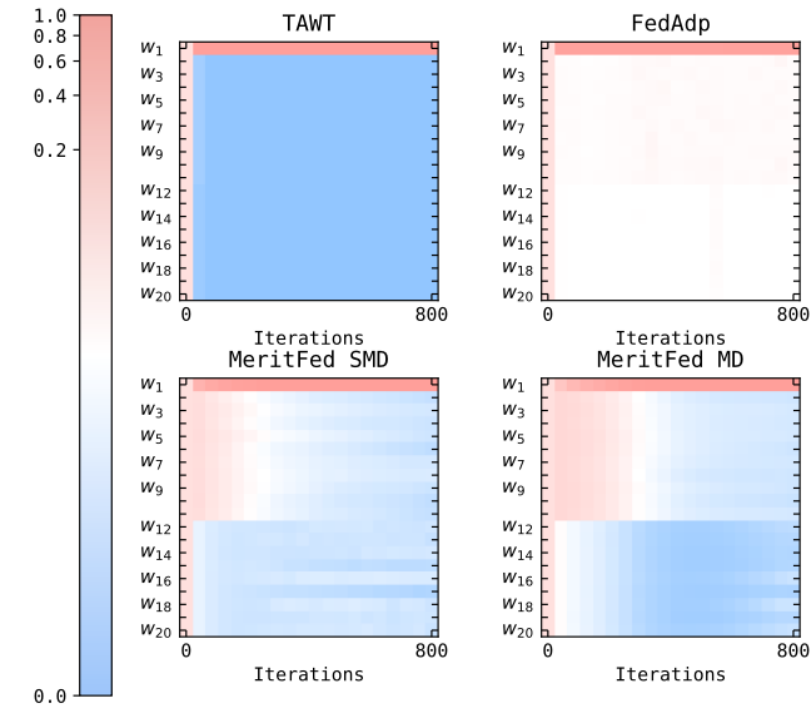 1.0
0.8
0.6
0.4
0.2
0.0
TAWT
w1
w3
w5
w7
w9
w12
w14
w16
w18
w20
0 800
Iterations
FedAdp
w1
w3
w5
w7
w9
w12
w14
w16
w18
w20
0 800
Iterations
MeritFed SMD
w1
w3
w5
w7
w9
w12
w14
w16
w18
w20
0 800
Iterations
MeritFed MD
w1
w3
w5
w7
w9
w12
w14
w16
w18
w20
0 800
Iterations